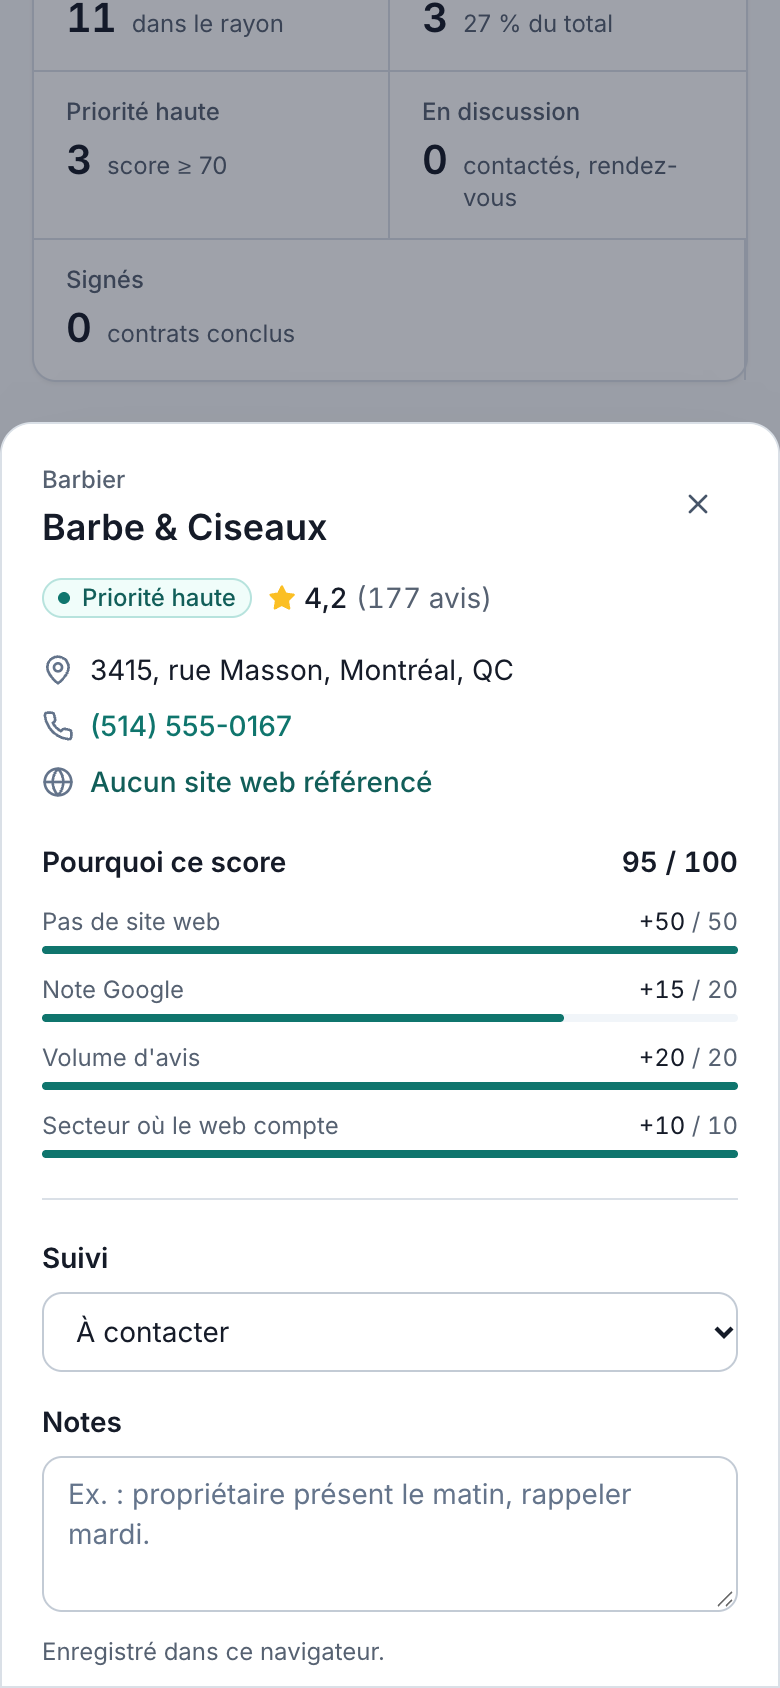 11 dans le rayon
3 27 % du total
Priorité haute
3 score ≥ 70
En discussion
0 contactés, rendez-
vous
Signés
0 contrats conclus
Barbier
Barbe & Ciseaux
Priorité haute 4,2 (177 avis)
3415, rue Masson, Montréal, QC
(514) 555-0167
Aucun site web référencé
Pourquoi ce score 95 / 100
Pas de site web +50 / 50
Note Google +15 / 20
Volume d'avis +20 / 20
Secteur où le web compte +10 / 10
Suivi
À contacter
Notes
Ex. : propriétaire présent le matin, rappeler
mardi.
Enregistré dans ce navigateur.